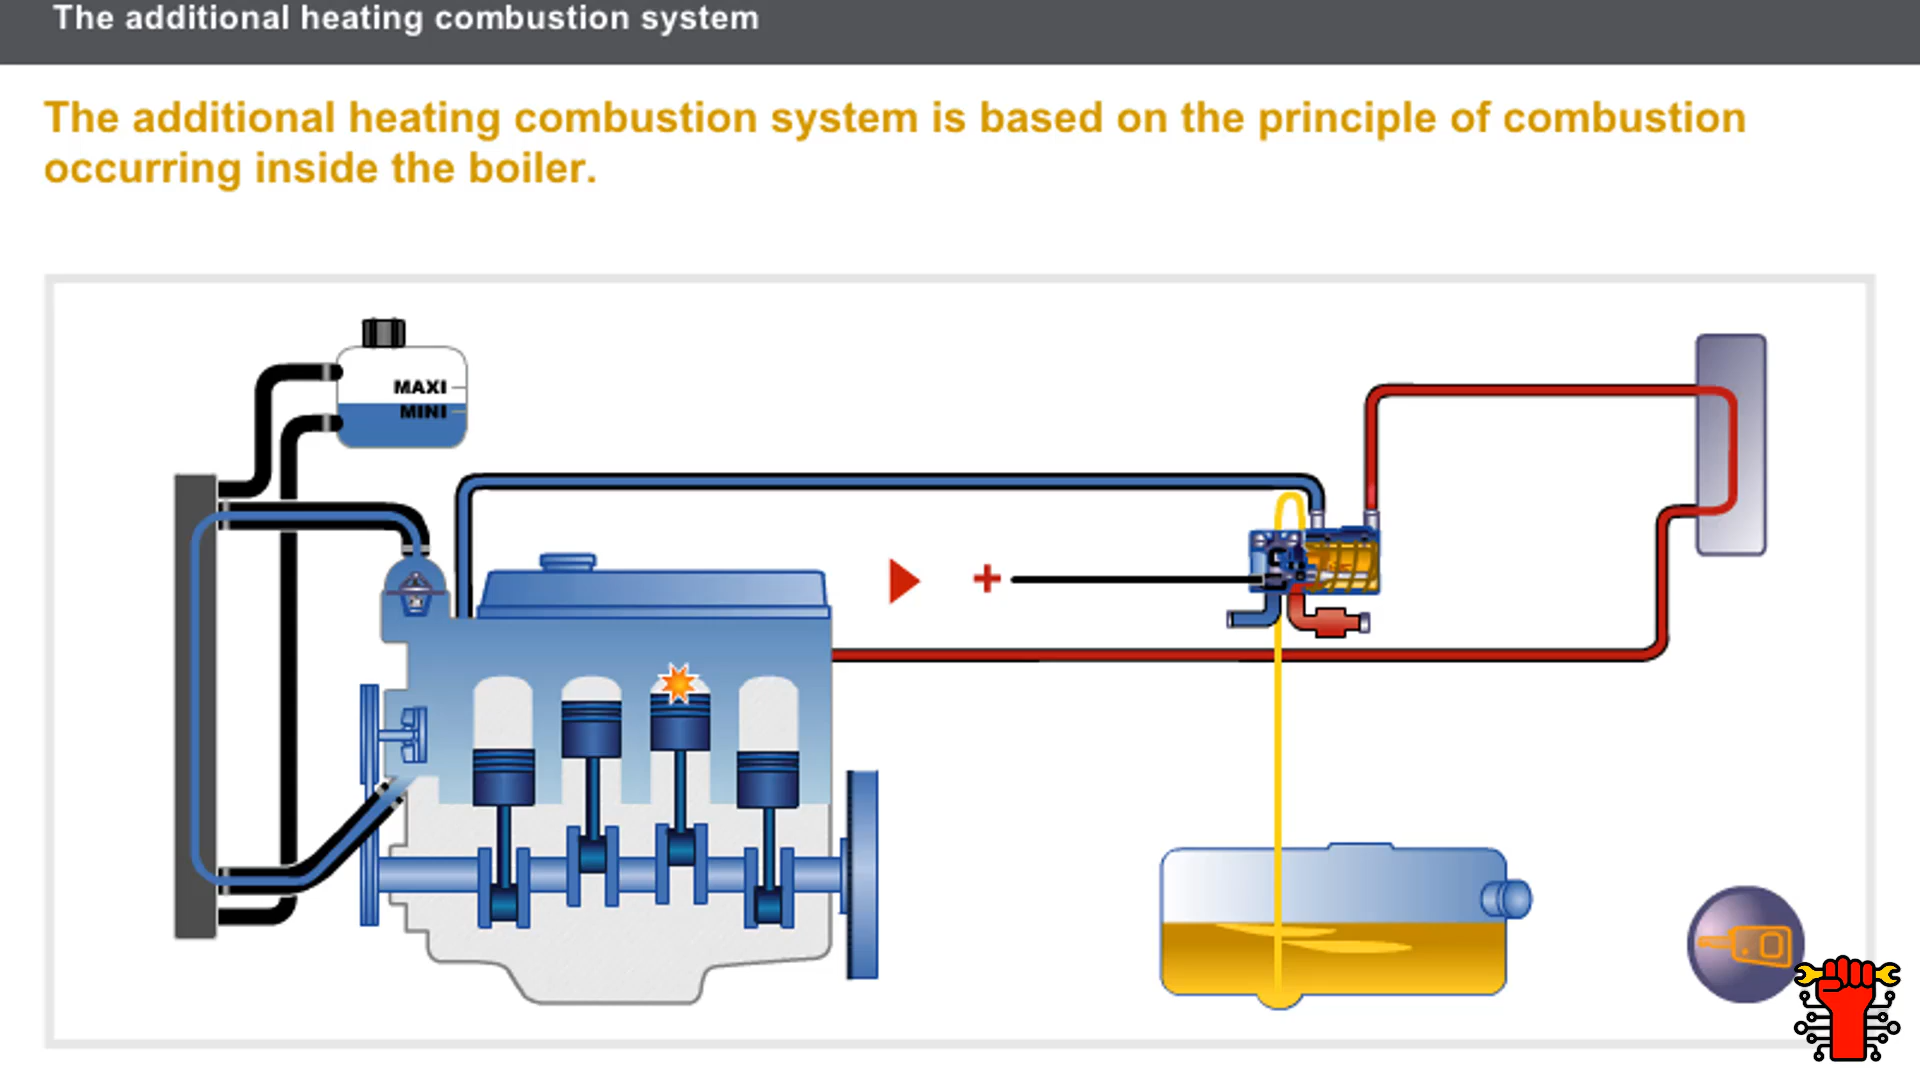 The additional heating combustion system
The additional heating combustion system is based on the principle of combustion
occurring inside the boiler.
MAXI
MINI
+